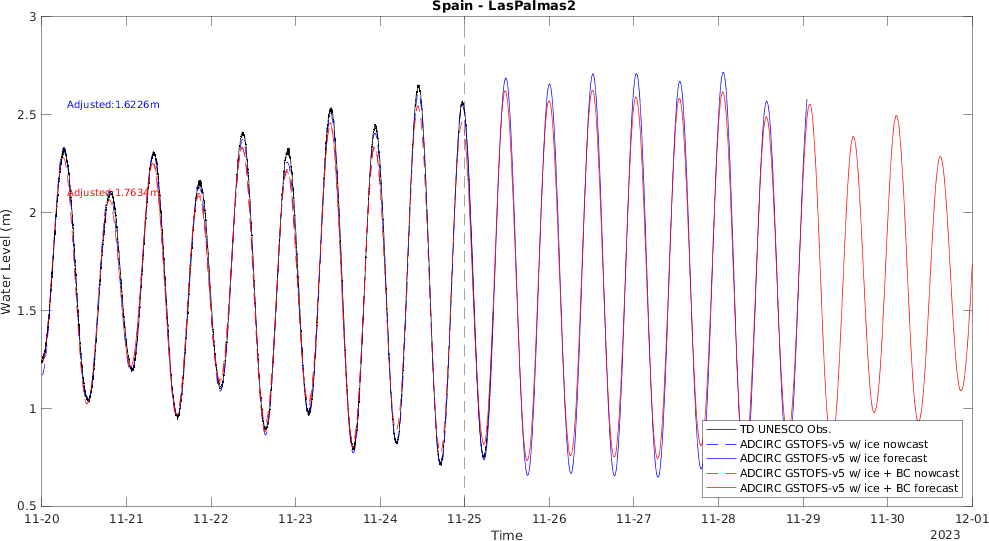 Spain - LasPalmas2
3
2.5
2
1.5
1
0.5
Water Level (m)
Adjusted:1.6226m
Adjusted:1.7634m
TD UNESCO Obs.
ADCIRC GSTOFS-v5 w/ ice nowcast
ADCIRC GSTOFS-v5 w/ ice forecast
ADCIRC GSTOFS-v5 w/ ice + BC nowcast
ADCIRC GSTOFS-v5 w/ ice + BC forecast
11-20 11-21 11-22 11-23 11-24 11-25 11-26 11-27 11-28 11-29 11-30 12-01
Time
2023